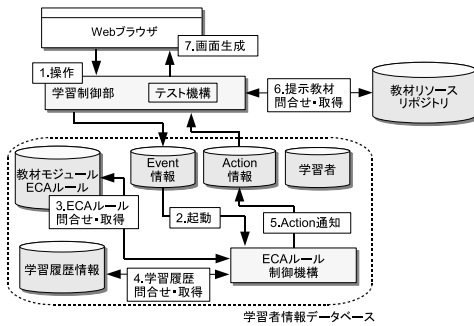 Webブラウザ
7.画面生成
1.操作
学習制御部
テスト機構
6.提示教材
問合せ・取得
教材リソース
リポジトリ
教材モジュール
ECAルール
Event
情報
Action
情報
学習者
3.ECAルール
問合せ・取得
2.起動
5.Action通知
学習履歴情報
4.学習履歴
問合せ・取得
ECAルール
制御機構
学習者情報データベース